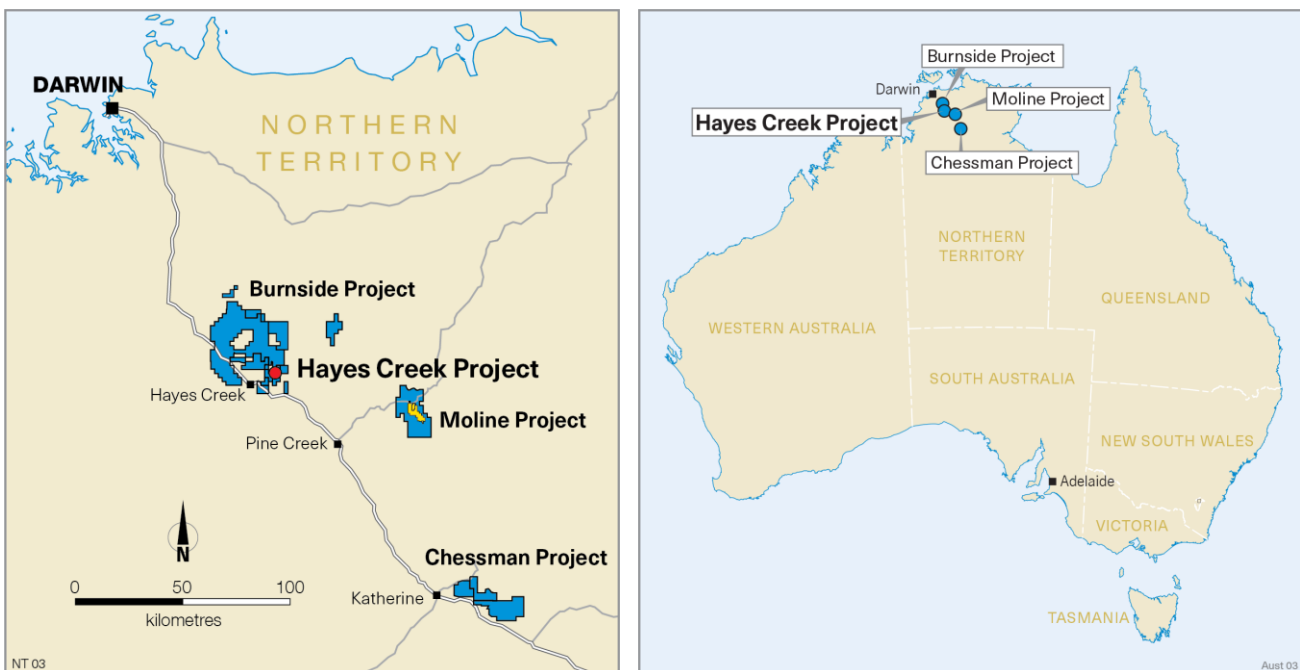 DARWIN
NORTHERN
TERRITORY
Burnside Project
Hayes Creek Project
Hayes Creek
Moline Project
Pine Creek
N
Chessman Project
0 50 100
kilometres
Katherine
NT 03
Burnside Project
Darwin
Moline Project
Hayes Creek Project
Chessman Project
NORTHERN
TERRITORY
QUEENSLAND
WESTERN AUSTRALIA
SOUTH AUSTRALIA
NEW SOUTH WALES
Adelaide
VICTORIA
TASMANIA
Aust 03